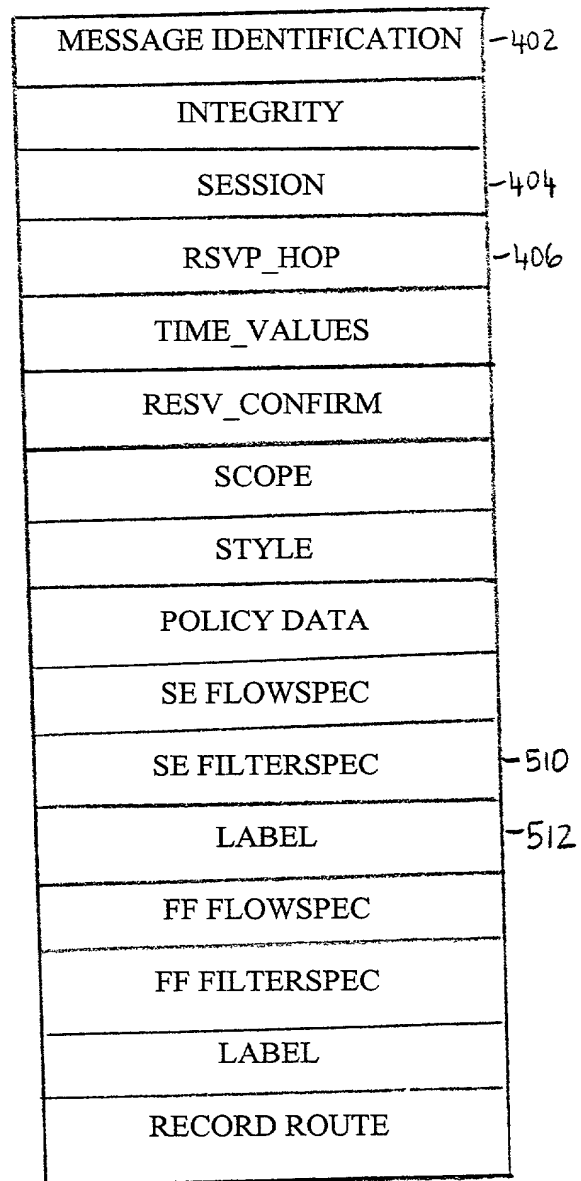 MESSAGE IDENTIFICATION -402
INTEGRITY
SESSION -404
RSVP_HOP -406
TIME_VALUES
RESV_CONFIRM
SCOPE
STYLE
POLICY DATA
SE FLOWSPEC
SE FILTERSPEC -510
LABEL -512
FF FLOWSPEC
FF FILTERSPEC
LABEL
RECORD ROUTE